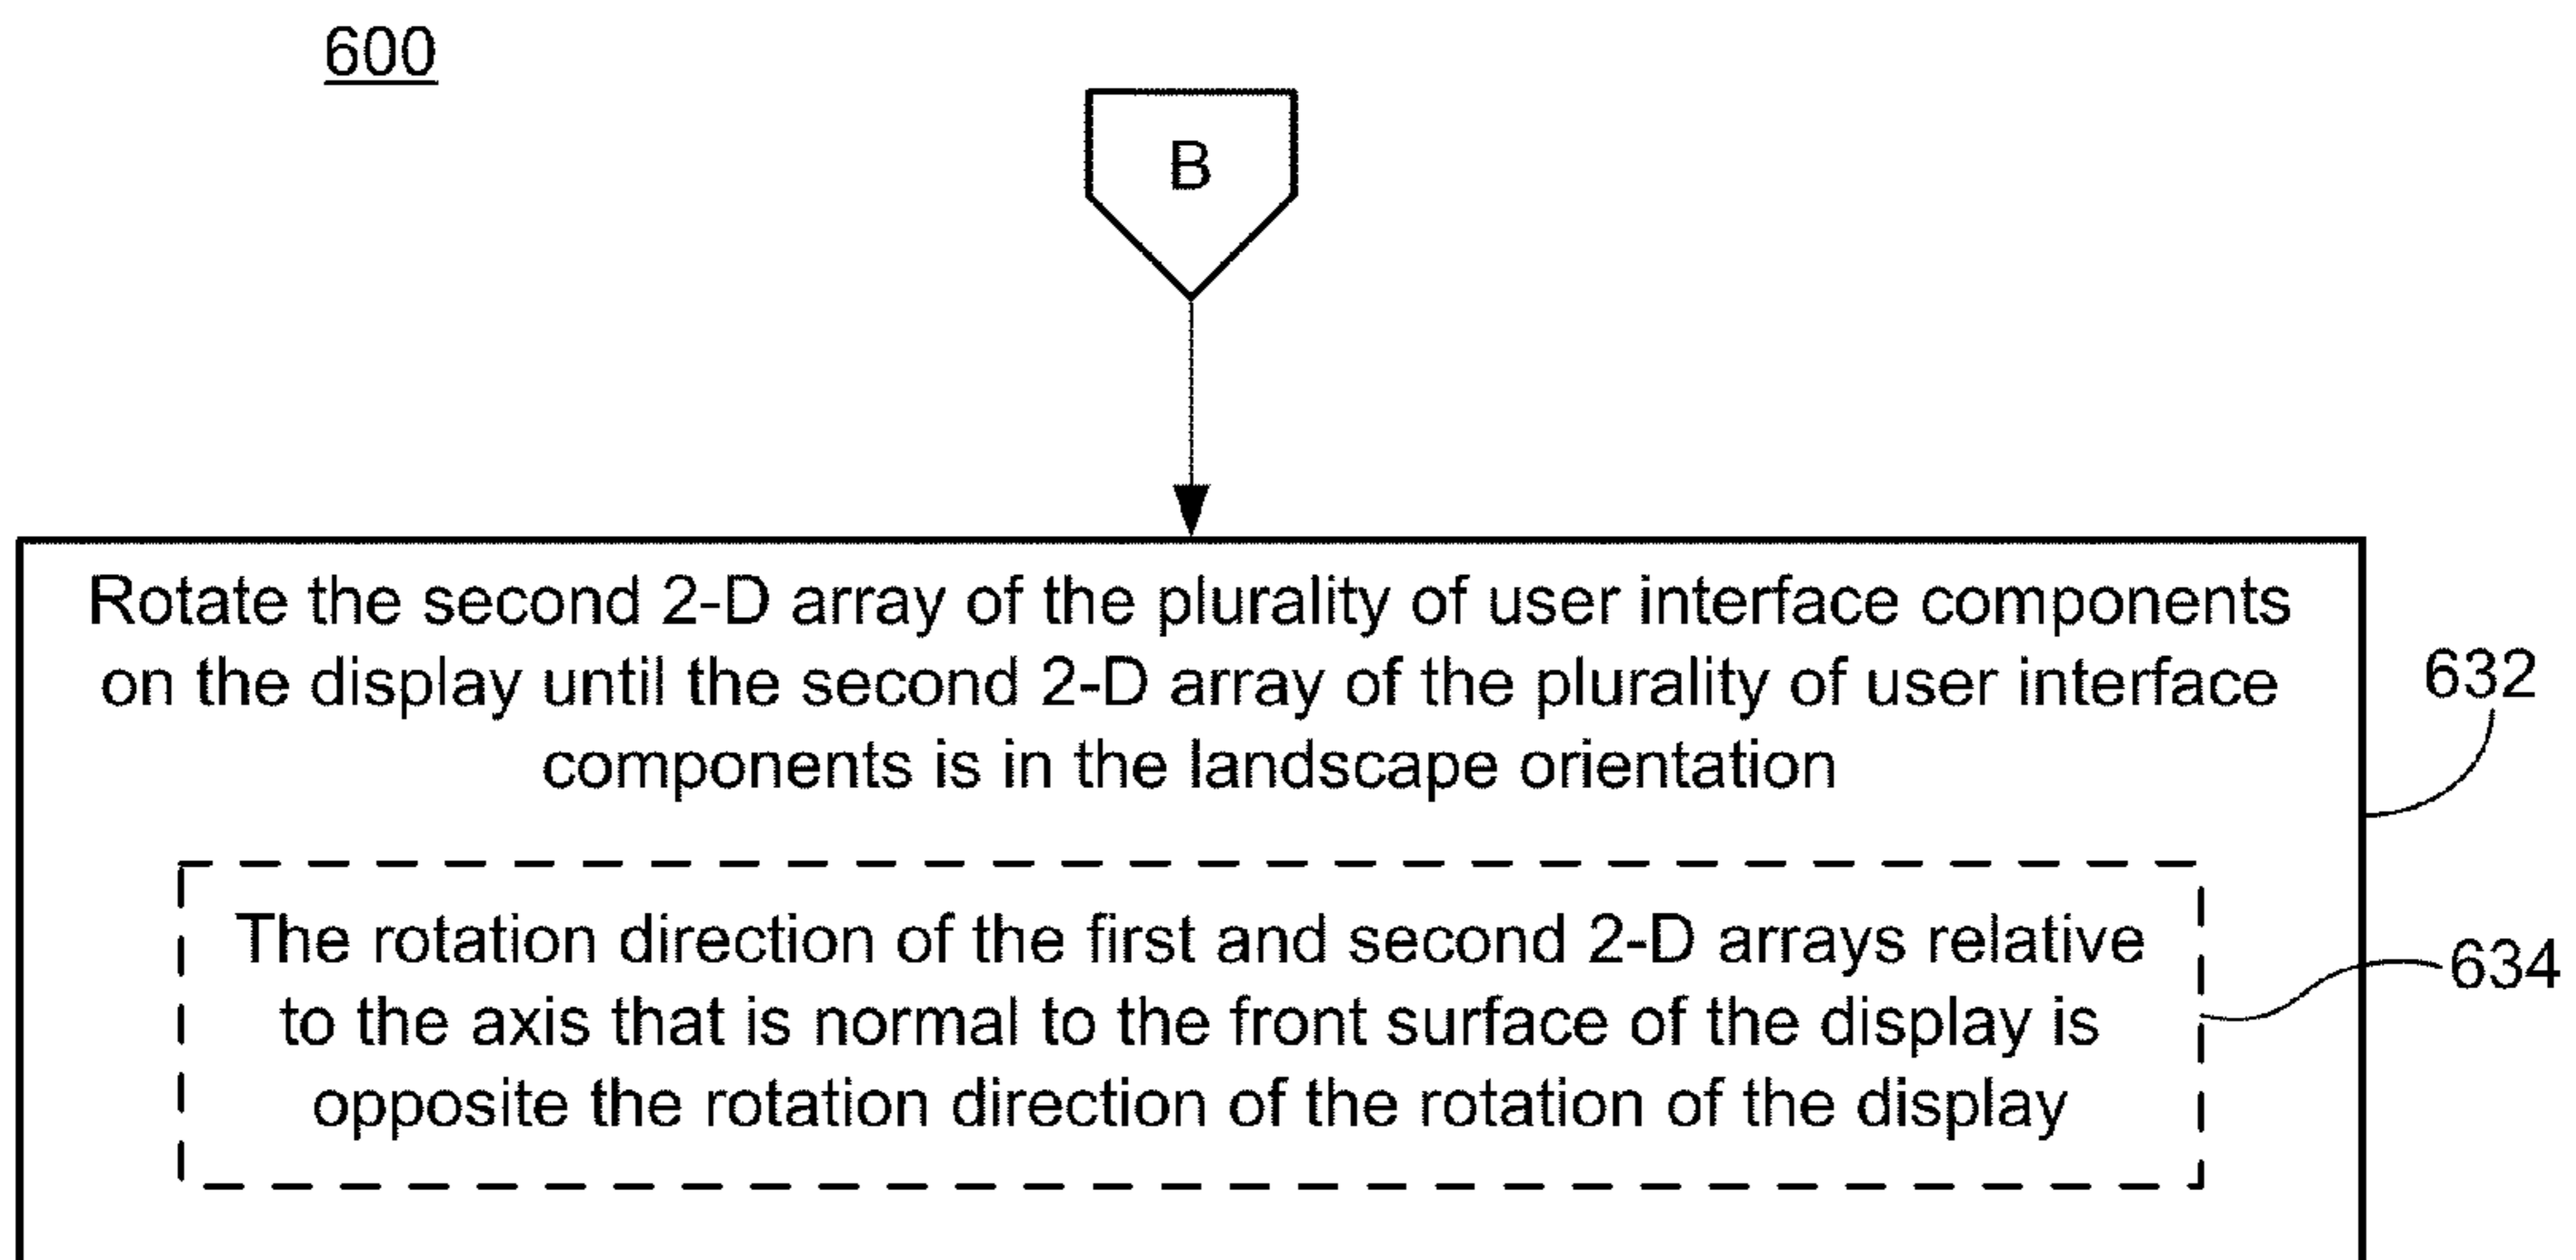 600
B
Rotate the second 2-D array of the plurality of user interface components
on the display until the second 2-D array of the plurality of user interface
components is in the landscape orientation
632
The rotation direction of the first and second 2-D arrays relative
to the axis that is normal to the front surface of the display is
opposite the rotation direction of the rotation of the display
634